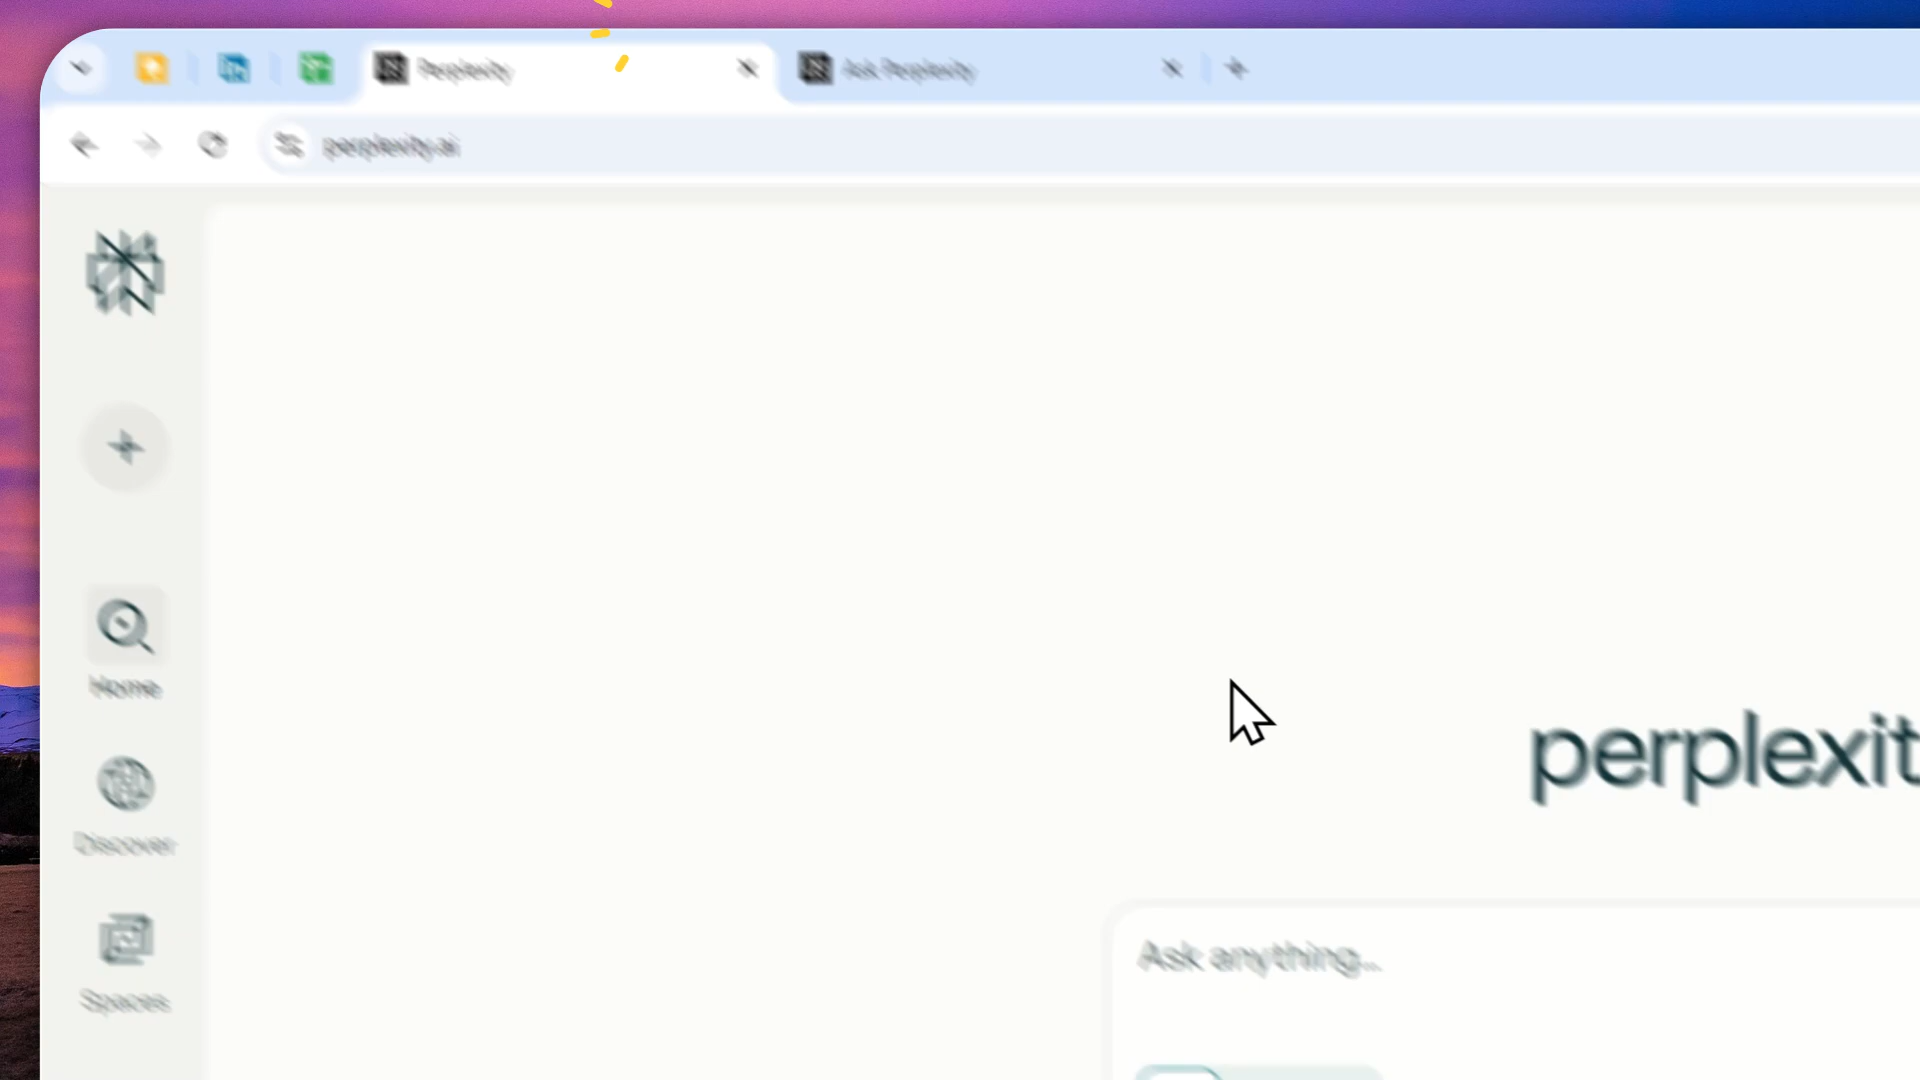 Perplexity
Ask Perplexity
perplexity.ai
Home
Discover
Spaces
perplexit
Ask anything...